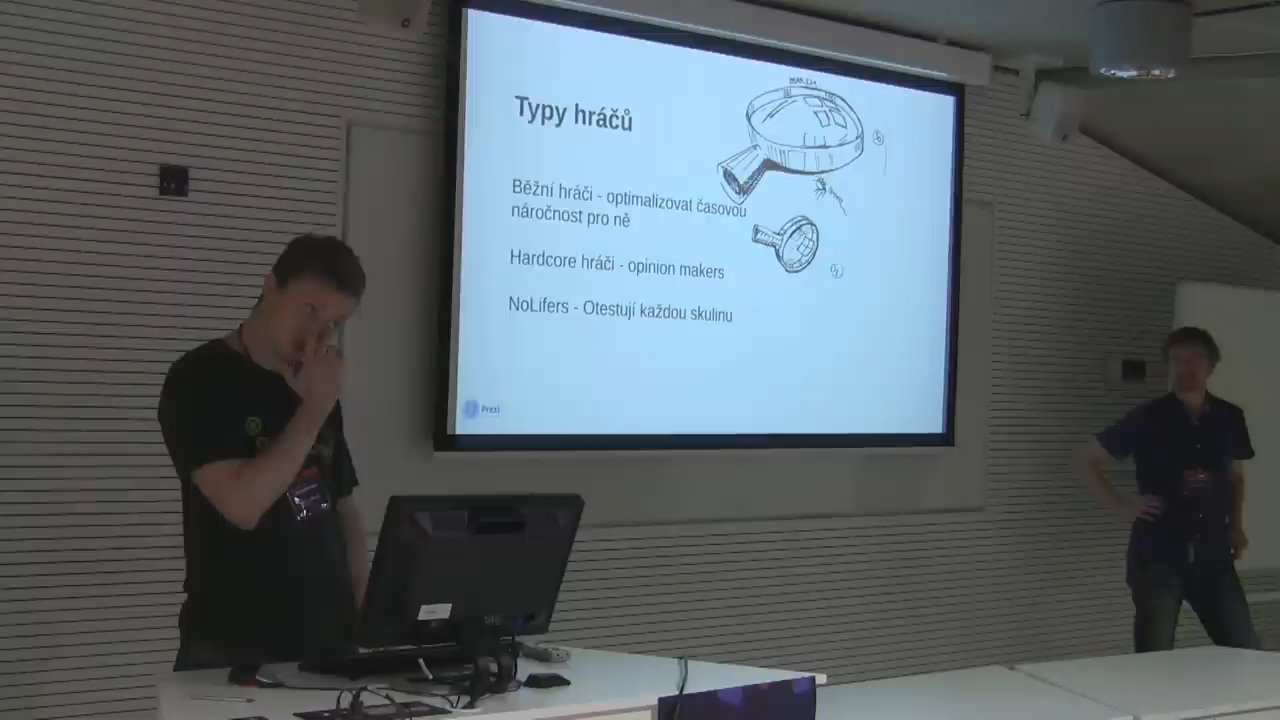 Typy hráčů
Běžní hráči - optimalizovat časovou
náročnost pro ně
Hardcore hráči - opinion makers
NoLifers - Otestují každou skulinu
Prezi